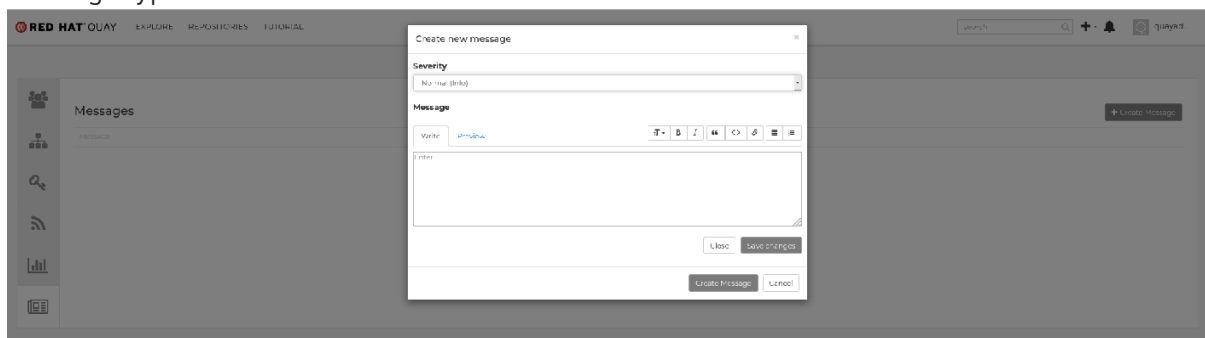 RED HAT QUAY EXPLORE REPOSITORIES TUTORIAL
search
Create new message ×
Severity
Normal (Info)
Message
Write Preview
B I
Enter
Close Save changes
Create Message Cancel
Messages
+ Create Message